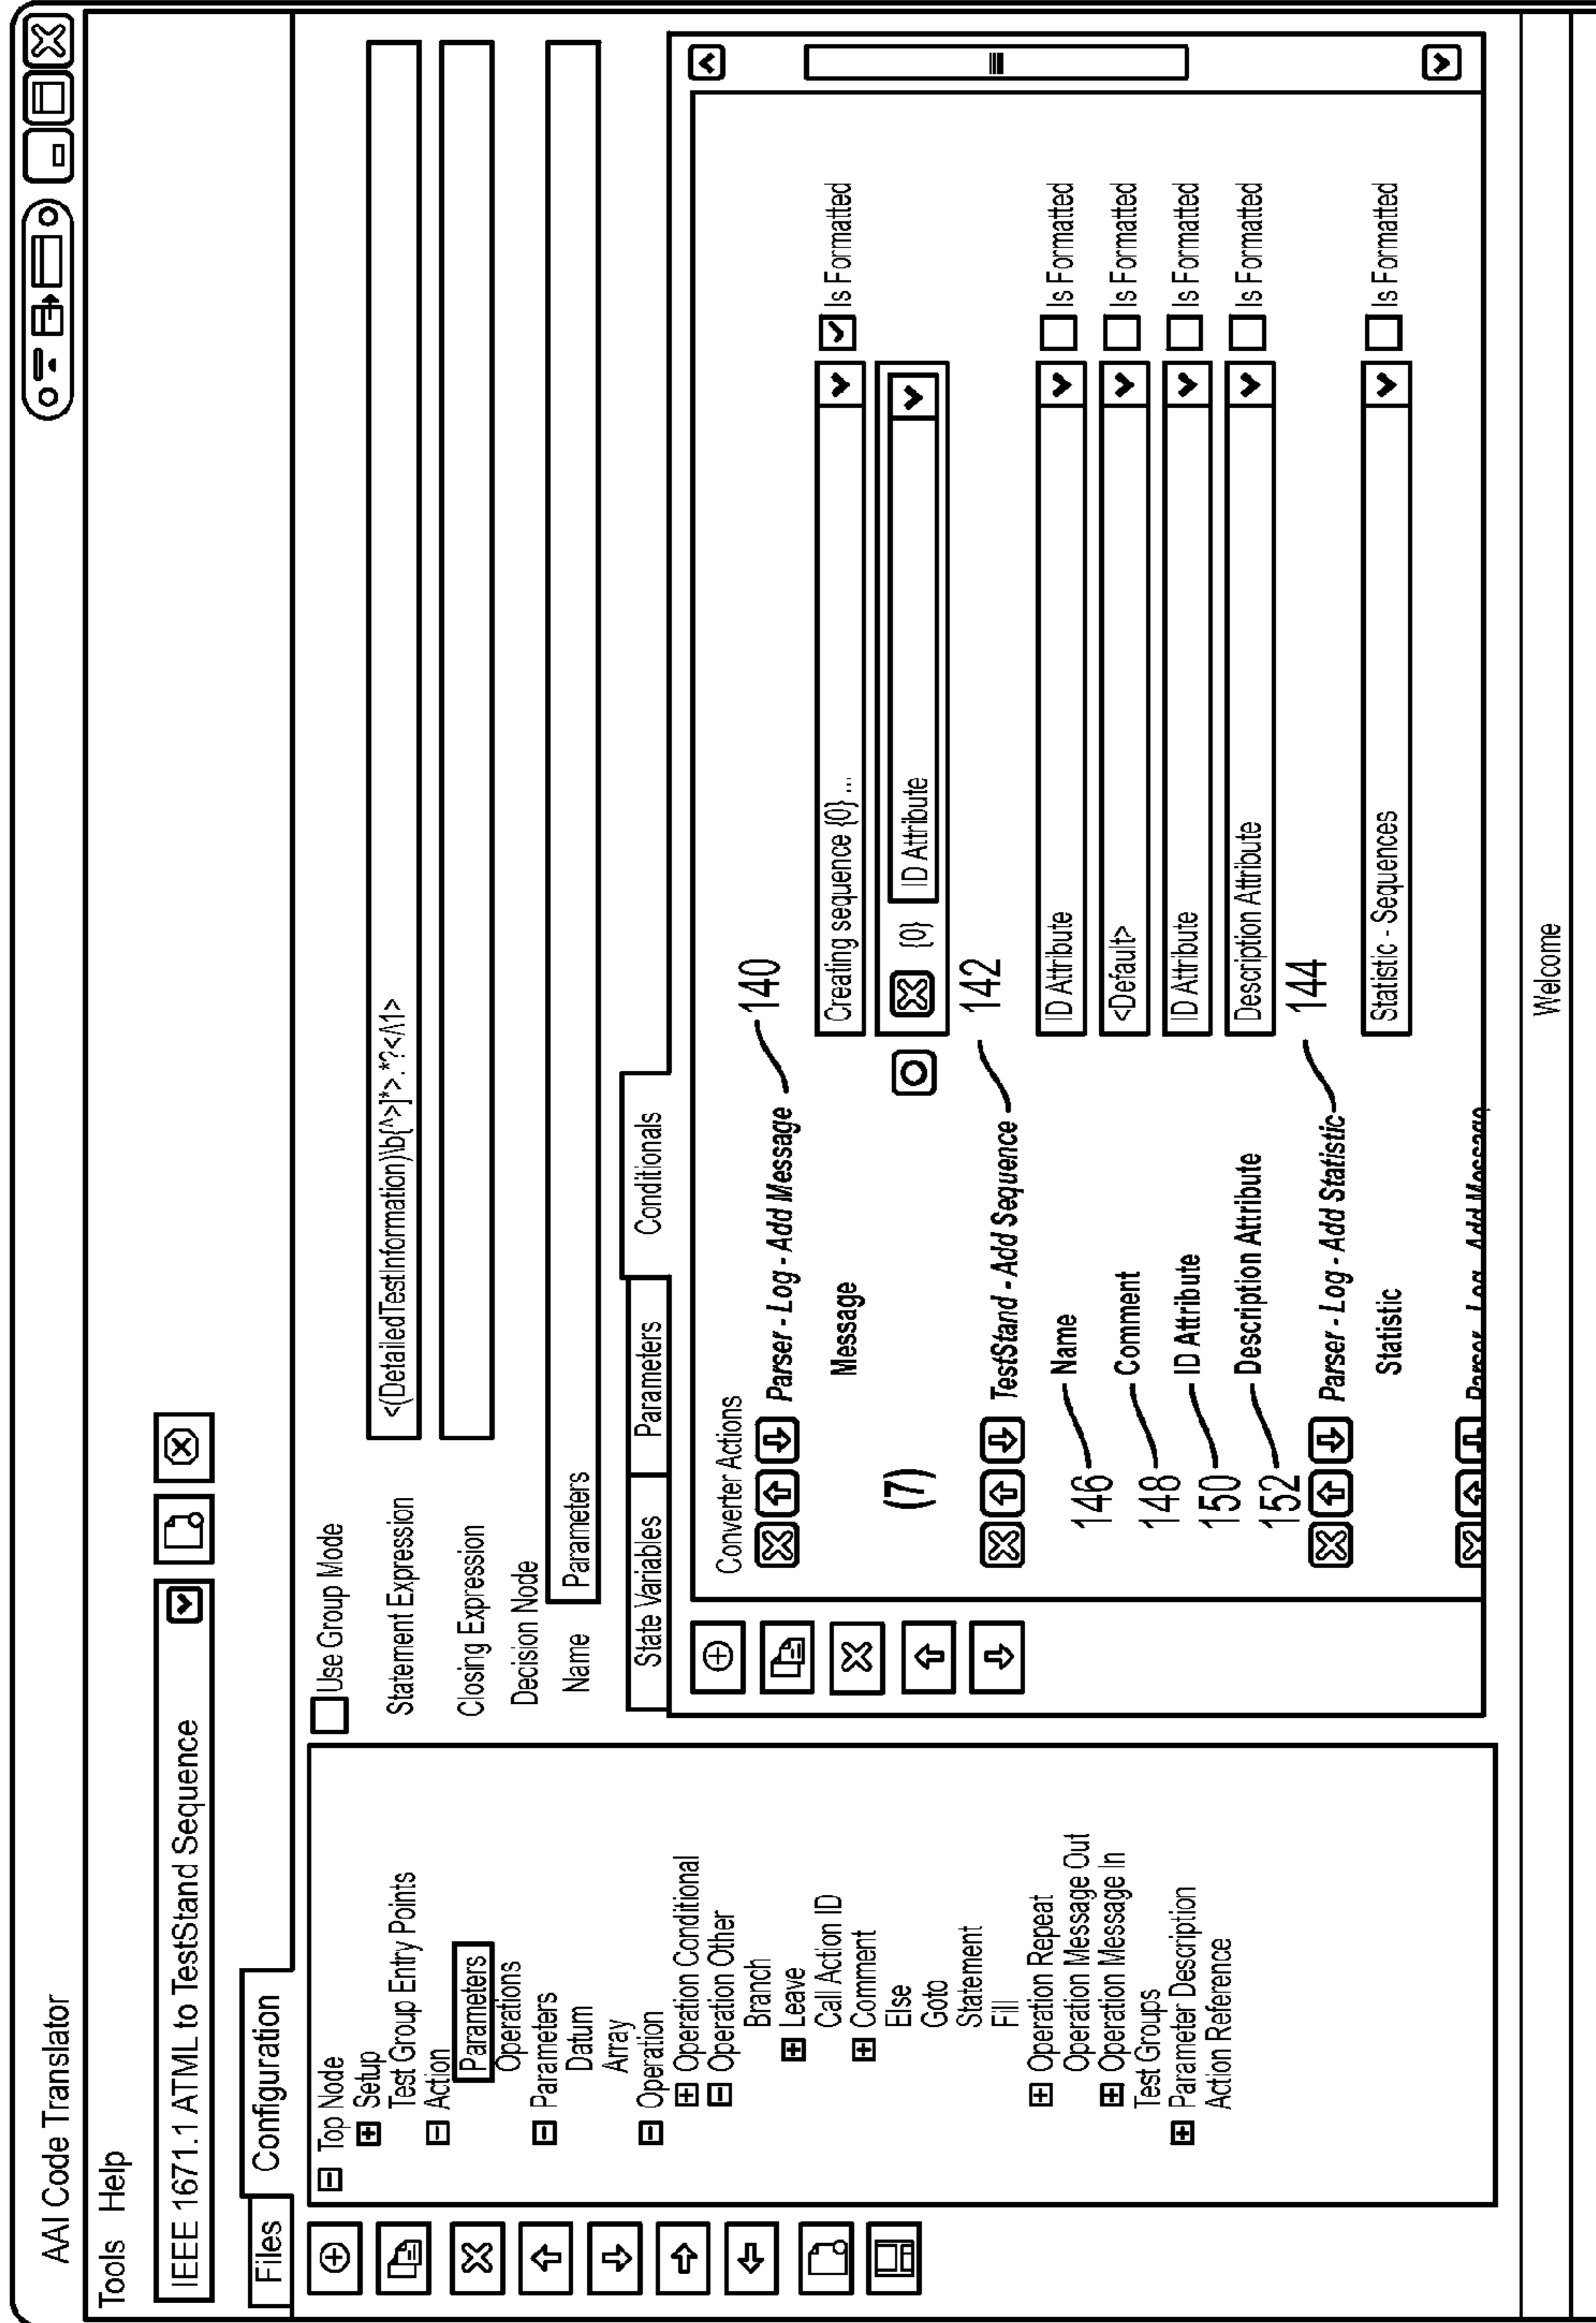 AAI Code Translator
Tools Help
IEEE 1671.1 ATML to TestStand Sequence
Files Configuration
Top Node
Setup
Test Group Entry Points
Action
Parameters
Operations
Parameters
Datum
Array
Operation
Operation Conditional
Operation Other
Branch
Leave
Call Action ID
Comment
Else
Goto
Statement
Fill
Operation Repeat
Operation Message Out
Operation Message In
Test Groups
Parameter Description
Action Reference
Use Group Mode
Statement Expression <(DetailedTestInformation)\b[^>]*>.*?<\/1>
Closing Expression
Decision Node
Name Parameters
State Variables Parameters Conditionals
Converter Actions
Parser - Log - Add Message 140
Message Creating sequence {0} ... Is Formatted
(7) {0} ID Attribute
TestStand - Add Sequence 142
146 Name ID Attribute Is Formatted
148 Comment <Default> Is Formatted
150 ID Attribute ID Attribute Is Formatted
152 Description Attribute Description Attribute Is Formatted
Parser - Log - Add Statistic 144
Statistic Statistic - Sequences Is Formatted
Parser - Log - Add Message
Welcome